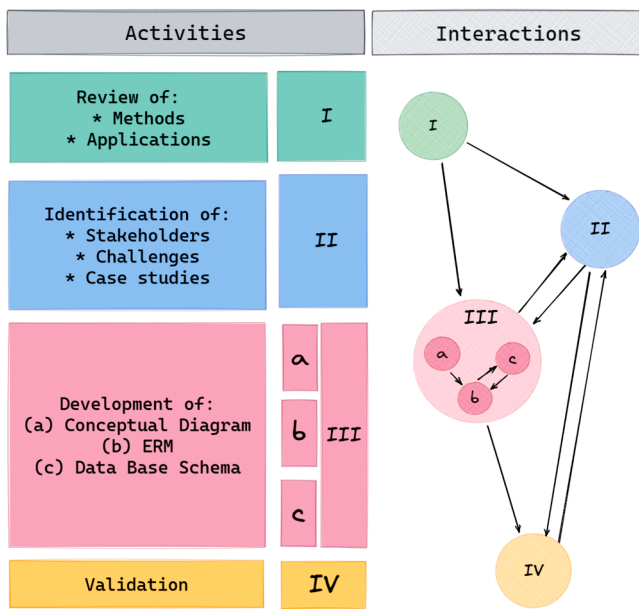 Activities
Interactions
Review of:
* Methods
* Applications
I
Identification of:
* Stakeholders
* Challenges
* Case studies
II
Development of:
(a) Conceptual Diagram
(b) ERM
(c) Data Base Schema
a
b
c
III
Validation
IV
I
II
III
a
c
b
IV